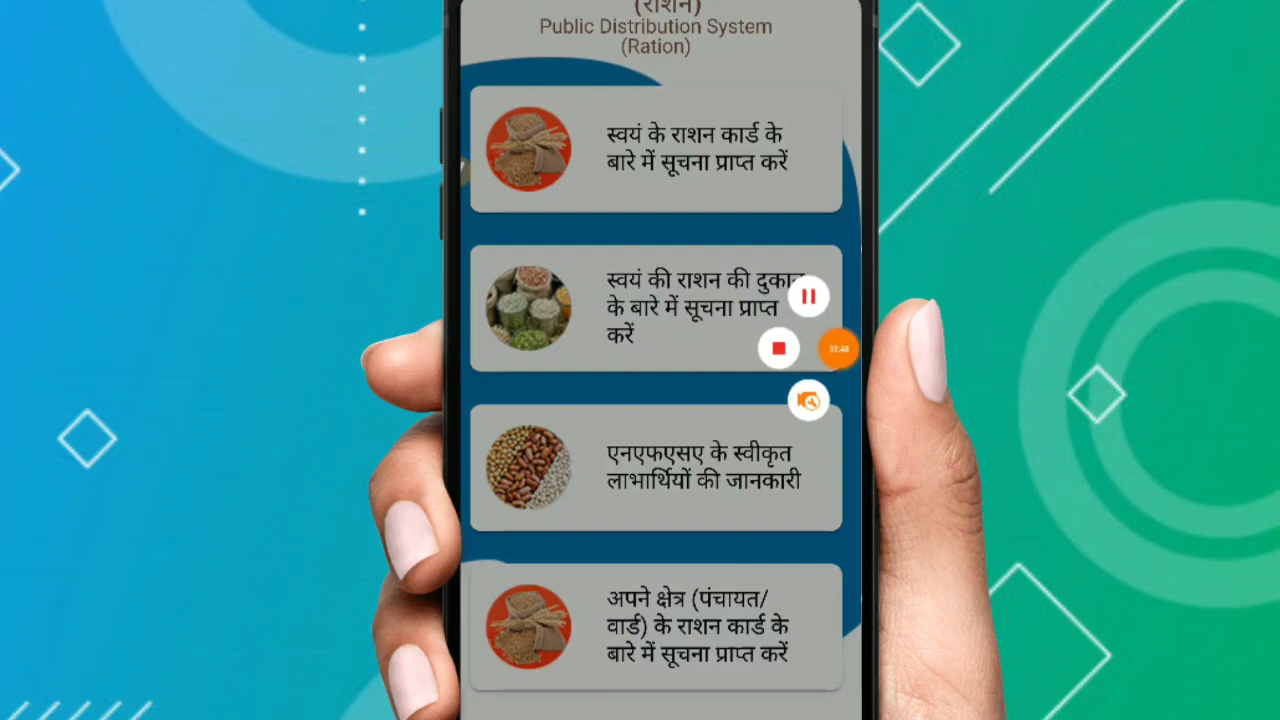 (राशन)
Public Distribution System
(Ration)
स्वयं के राशन कार्ड के
बारे में सूचना प्राप्त करें
स्वयं की राशन की दुकान
के बारे में सूचना प्राप्त
करें
एनएफएसए के स्वीकृत
लाभार्थियों की जानकारी
अपने क्षेत्र (पंचायत/
वार्ड) के राशन कार्ड के
बारे में सूचना प्राप्त करें